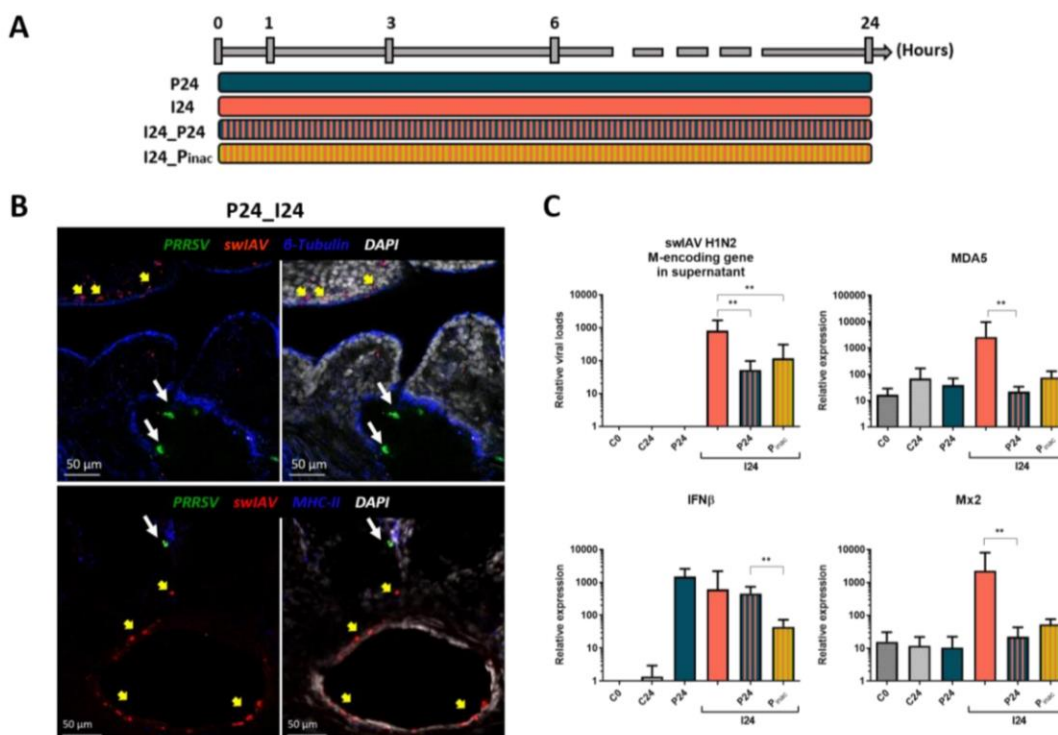 A
0 1 3 6 24
(Hours)
P24
I24
I24_P24
I24_Pinac
B
P24_I24
PRRSV swIAV β-Tubulin DAPI
50 µm
50 µm
PRRSV swIAV MHC-II DAPI
50 µm
50 µm
C
swIAV H1N2
M-encoding gene
in supernatant
Relative viral loads
10000
1000
100
10
1
**
**
C0 C24 P24 P24 Pinac
I24
MDA5
Relative expression
100000
10000
1000
100
10
1
**
C0 C24 P24 P24 Pinac
I24
IFNβ
Relative expression
10000
1000
100
10
1
**
C0 C24 P24 P24 Pinac
I24
Mx2
Relative expression
10000
1000
100
10
1
**
C0 C24 P24 P24 Pinac
I24